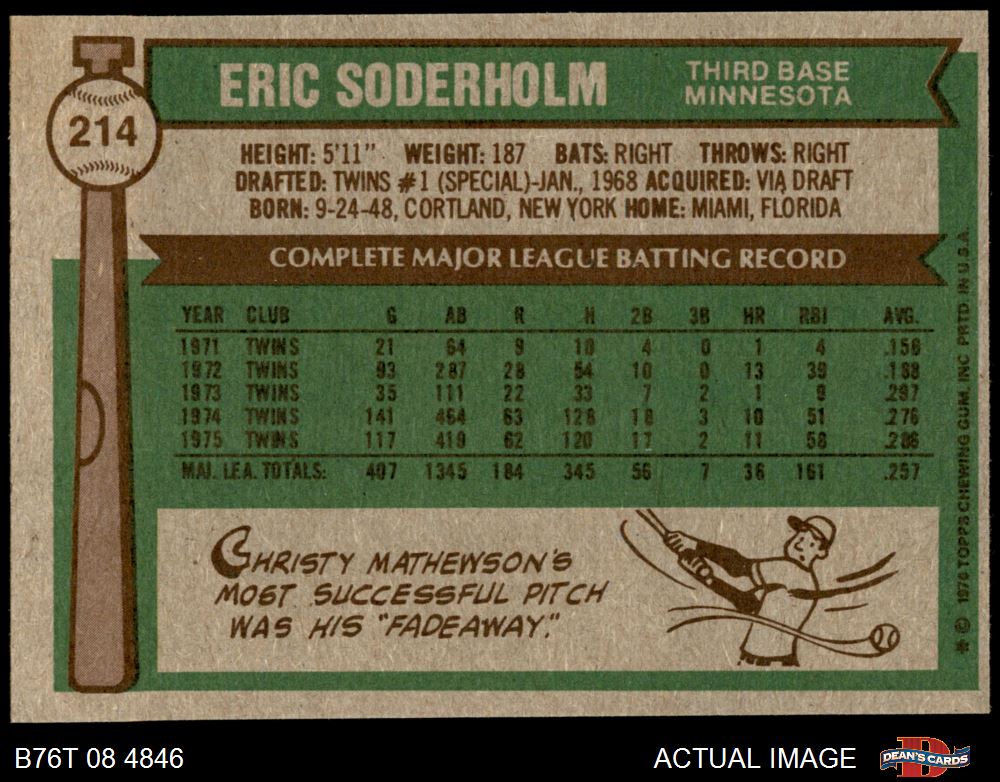 214
ERIC SODERHOLM
THIRD BASE
MINNESOTA
HEIGHT: 5'11" WEIGHT: 187 BATS: RIGHT THROWS: RIGHT
DRAFTED: TWINS #1 (SPECIAL)-JAN., 1968 ACQUIRED: VIA DRAFT
BORN: 9-24-48, CORTLAND, NEW YORK HOME: MIAMI, FLORIDA
COMPLETE MAJOR LEAGUE BATTING RECORD
YEAR CLUB G AB R H 2B 3B HR RBI AVG.
1971 TWINS 21 64 9 10 4 0 1 4 .156
1972 TWINS 93 287 28 54 10 0 13 39 .188
1973 TWINS 35 111 22 33 7 2 1 9 .297
1974 TWINS 141 464 63 128 18 3 10 51 .276
1975 TWINS 117 419 62 120 17 2 11 58 .286
MAJ. LEA. TOTALS: 407 1345 184 345 56 7 36 161 .257
CHRISTY MATHEWSON'S
MOST SUCCESSFUL PITCH
WAS HIS "FADEAWAY."
* © 1976 TOPPS CHEWING GUM, INC PRTD. IN U.S.A.
B76T 08 4846
ACTUAL IMAGE
D
DEAN'S CARDS